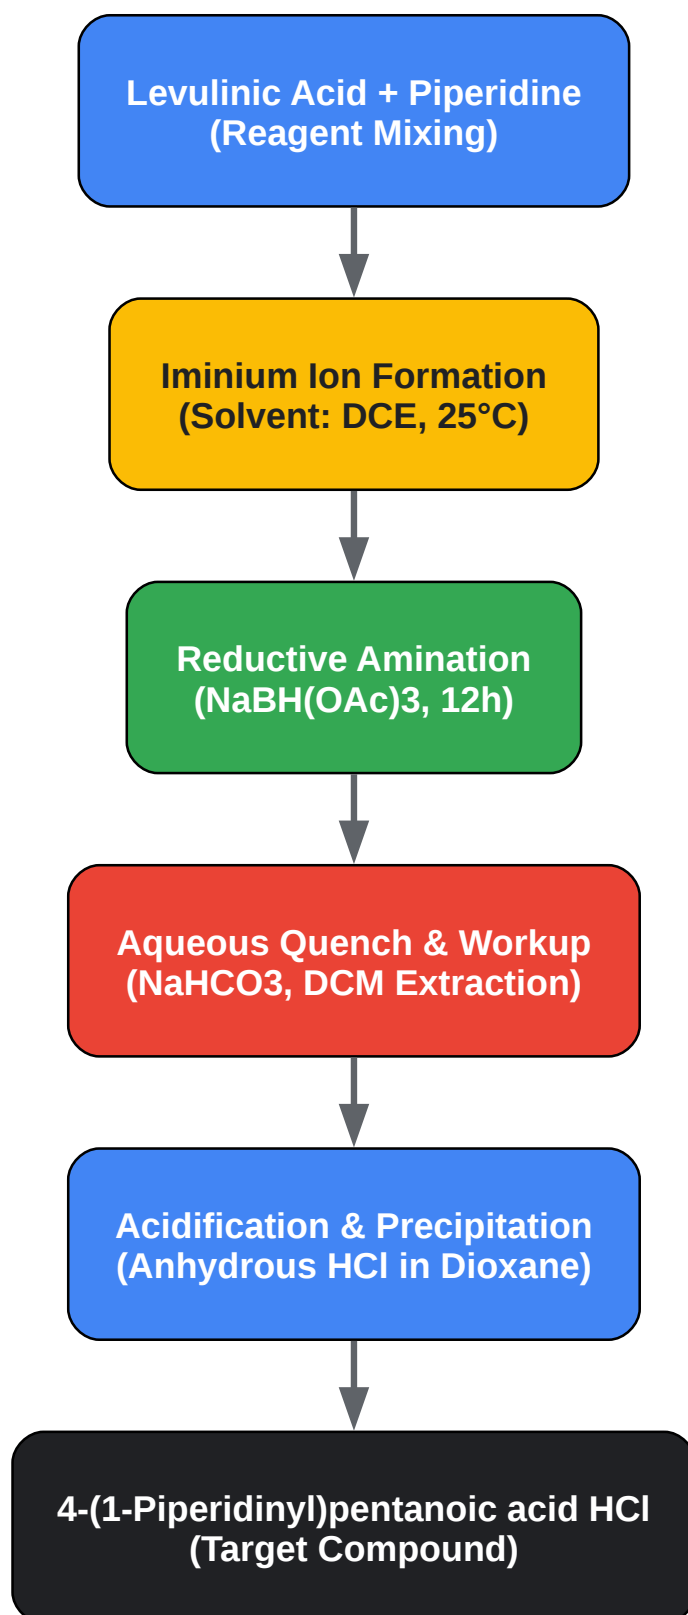 Levulinic Acid + Piperidine
(Reagent Mixing)
Iminium Ion Formation
(Solvent: DCE, 25°C)
Reductive Amination
(NaBH(OAc)3, 12h)
Aqueous Quench & Workup
(NaHCO3, DCM Extraction)
Acidification & Precipitation
(Anhydrous HCl in Dioxane)
4-(1-Piperidinyl)pentanoic acid HCl
(Target Compound)